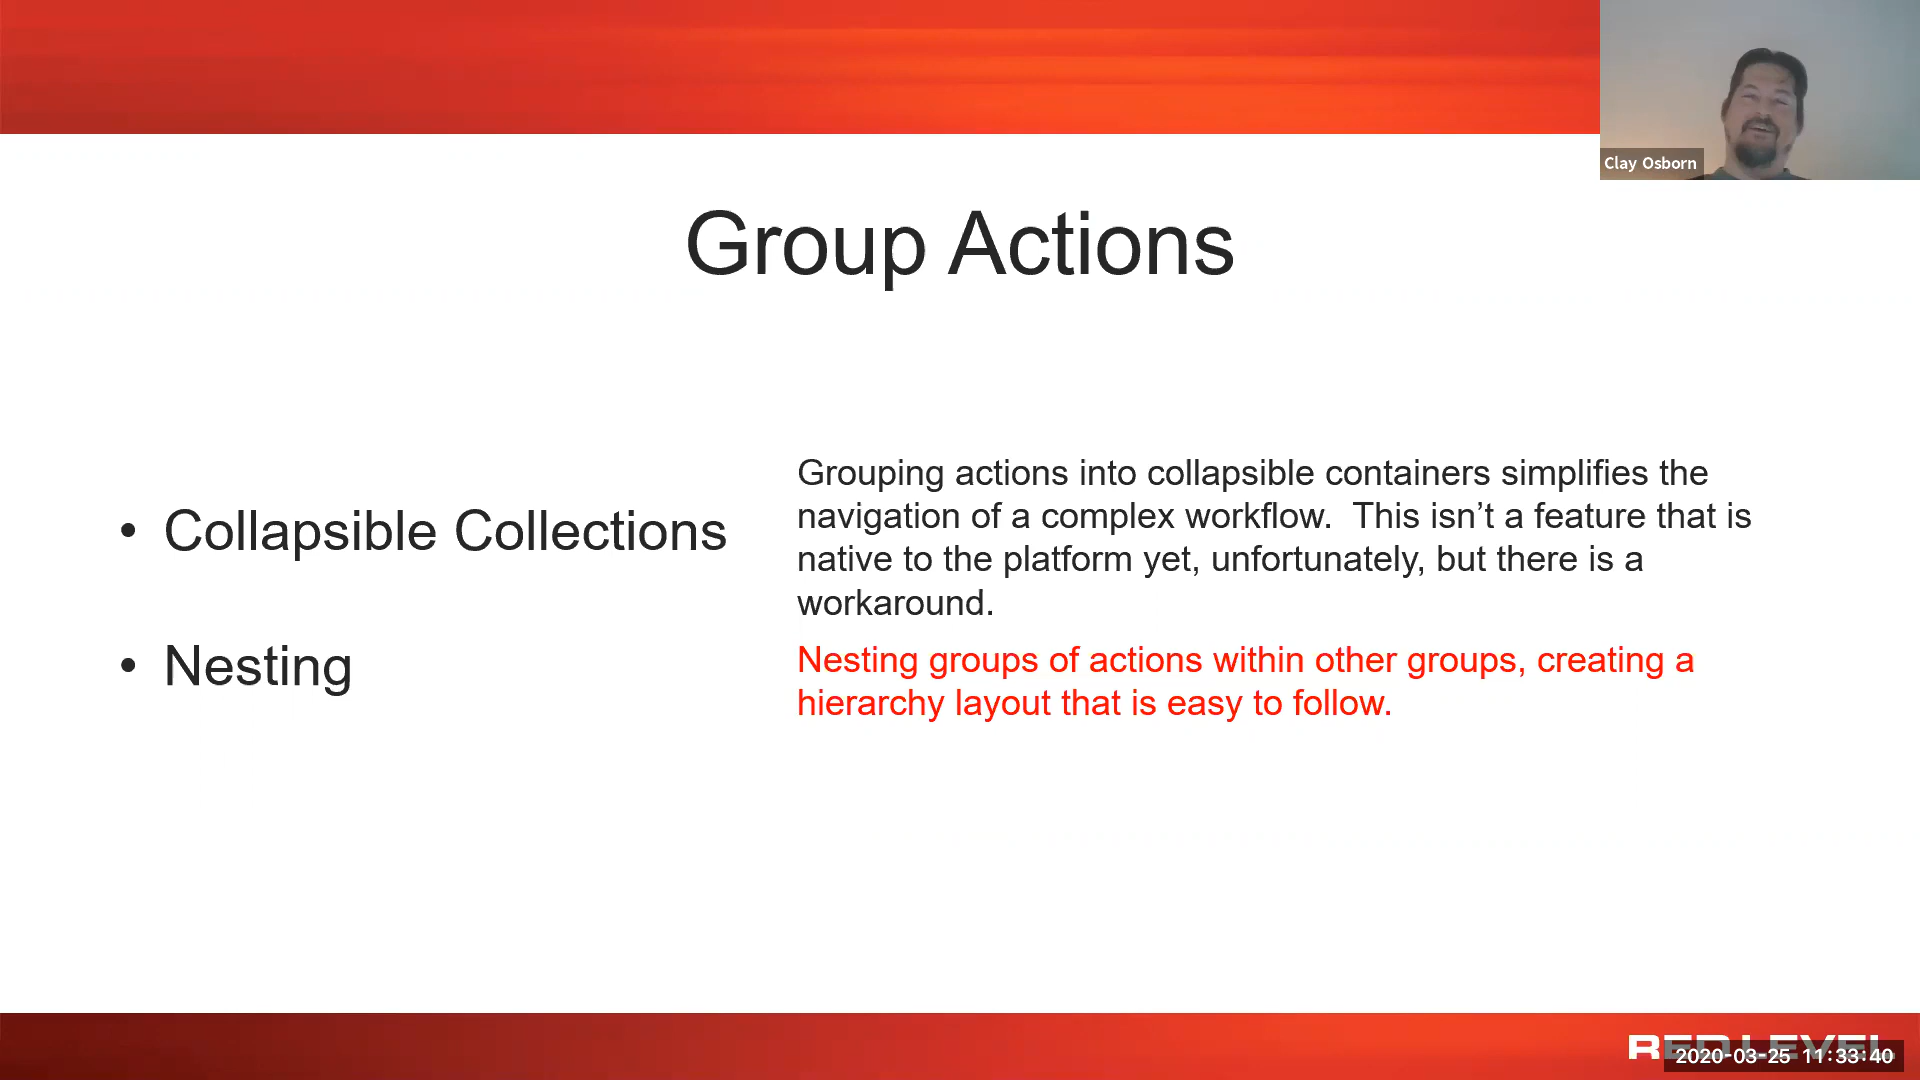 Clay Osborn
Group Actions
• Collapsible Collections
Grouping actions into collapsible containers simplifies the
navigation of a complex workflow.  This isn’t a feature that is
native to the platform yet, unfortunately, but there is a
workaround.
• Nesting
Nesting groups of actions within other groups, creating a
hierarchy layout that is easy to follow.
RED LEVEL
2020-03-25 11:33:40